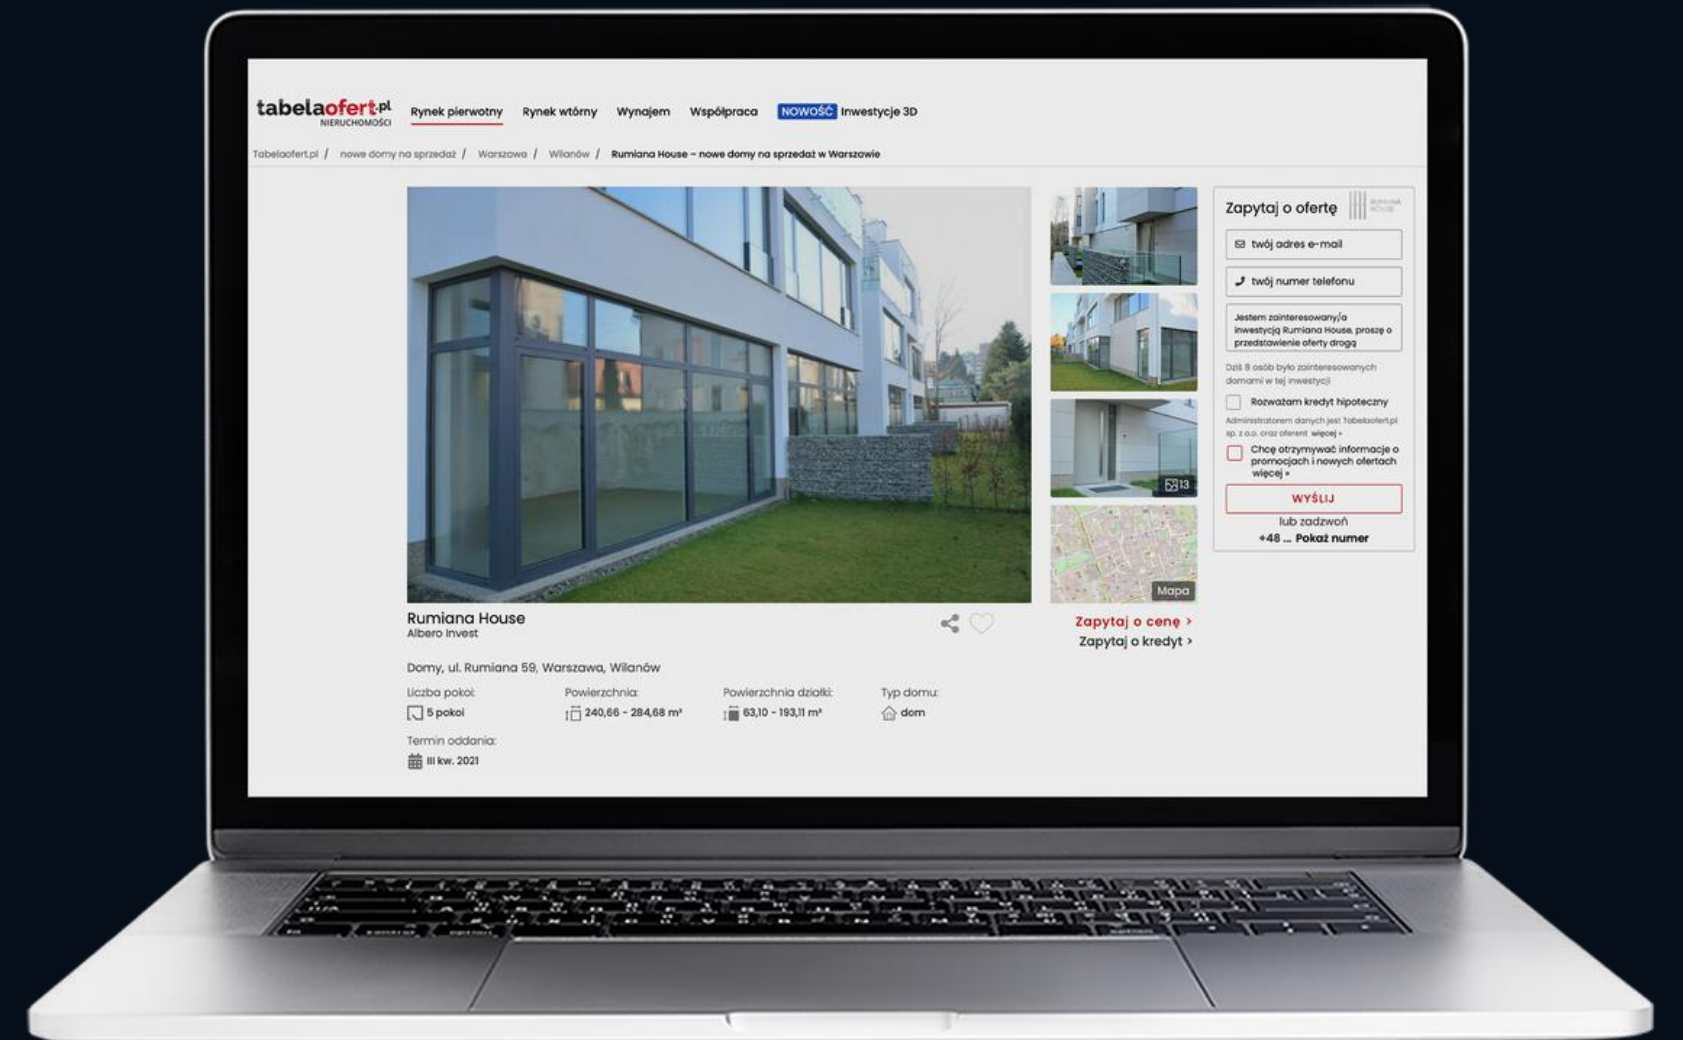 tabelaofert.pl
NIERUCHOMOŚCI
Rynek pierwotny
Rynek wtórny
Wynajem
Współpraca
NOWOŚĆ Inwestycje 3D
Tabelaofert.pl / nowe domy na sprzedaż / Warszawa / Wilanów / Rumiana House – nowe domy na sprzedaż w Warszawie
Zapytaj o ofertę
twój adres e-mail
twój numer telefonu
Jestem zainteresowany/a
inwestycją Rumiana House, proszę o
przedstawienie oferty drogą
Dziś 8 osób było zainteresowanych
domami w tej inwestycji
Rozważam kredyt hipoteczny
Administratorem danych jest Tabelaofert.pl
sp. z o.o. oraz oferent więcej »
Chcę otrzymywać informacje o
promocjach i nowych ofertach
więcej »
WYŚLIJ
lub zadzwoń
+48 ... Pokaż numer
13
Mapa
Zapytaj o cenę >
Zapytaj o kredyt >
Rumiana House
Albero Invest
Domy, ul. Rumiana 59, Warszawa, Wilanów
Liczba pokoi:
5 pokoi
Powierzchnia:
240,66 - 284,68 m²
Powierzchnia działki:
63,10 - 193,11 m²
Typ domu:
dom
Termin oddania:
III kw. 2021